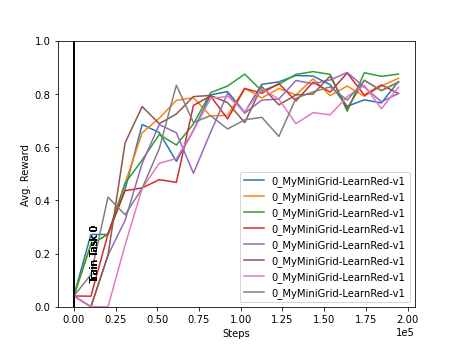 1.0
0.8
0.6
0.4
0.2
0.0
Avg. Reward
Train Task 0
0_MyMiniGrid-LearnRed-v1
0_MyMiniGrid-LearnRed-v1
0_MyMiniGrid-LearnRed-v1
0_MyMiniGrid-LearnRed-v1
0_MyMiniGrid-LearnRed-v1
0_MyMiniGrid-LearnRed-v1
0_MyMiniGrid-LearnRed-v1
0_MyMiniGrid-LearnRed-v1
0.00 0.25 0.50 0.75 1.00 1.25 1.50 1.75 2.00
1e5
Steps